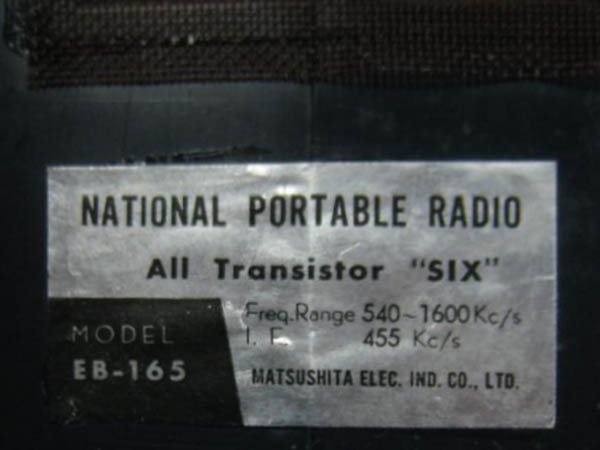 NATIONAL PORTABLE RADIO
All Transistor "SIX"
Freq.Range 540~1600Kc/s
I. F. 455 Kc/s
MODEL
EB-165
MATSUSHITA ELEC. IND. CO., LTD.